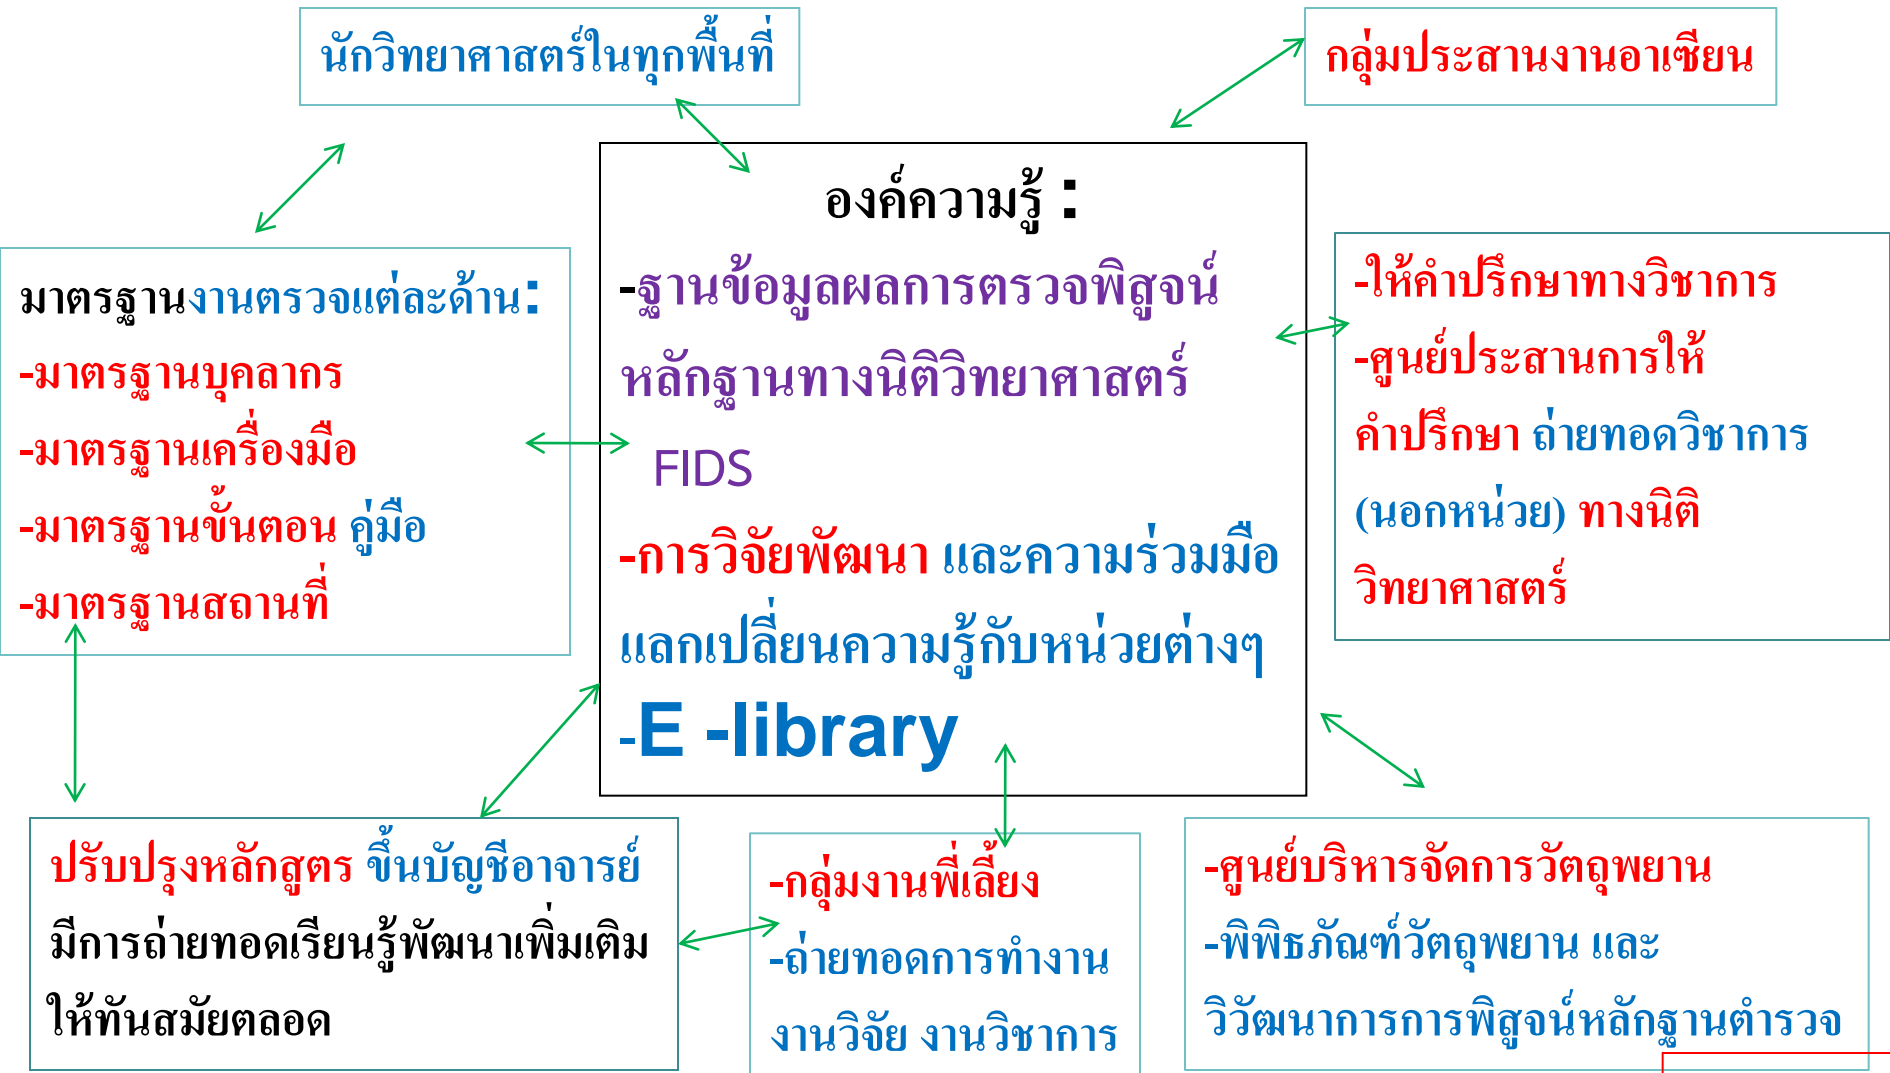 นักวิทยาศาสตร์ในทุกพื้นที่
กลุ่มประสานงานอาเซียน
มาตรฐานงานตรวจแต่ละด้าน:
-มาตรฐานบุคลากร
-มาตรฐานเครื่องมือ
-มาตรฐานขั้นตอน คู่มือ
-มาตรฐานสถานที่
องค์ความรู้ :
-ฐานข้อมูลผลการตรวจพิสูจน์
หลักฐานทางนิติวิทยาศาสตร์
FIDS
-การวิจัยพัฒนา และความร่วมมือ
แลกเปลี่ยนความรู้กับหน่วยต่างๆ
-E -library
-ให้คำปรึกษาทางวิชาการ
-ศูนย์ประสานการให้
คำปรึกษา ถ่ายทอดวิชาการ
(นอกหน่วย) ทางนิติ
วิทยาศาสตร์
ปรับปรุงหลักสูตร ขึ้นบัญชีอาจารย์
มีการถ่ายทอดเรียนรู้พัฒนาเพิ่มเติม
ให้ทันสมัยตลอด
-กลุ่มงานพี่เลี้ยง
-ถ่ายทอดการทำงาน
งานวิจัย งานวิชาการ
-ศูนย์บริหารจัดการวัตถุพยาน
-พิพิธภัณฑ์วัตถุพยาน และ
วิวัฒนาการการพิสูจน์หลักฐานตำรวจ